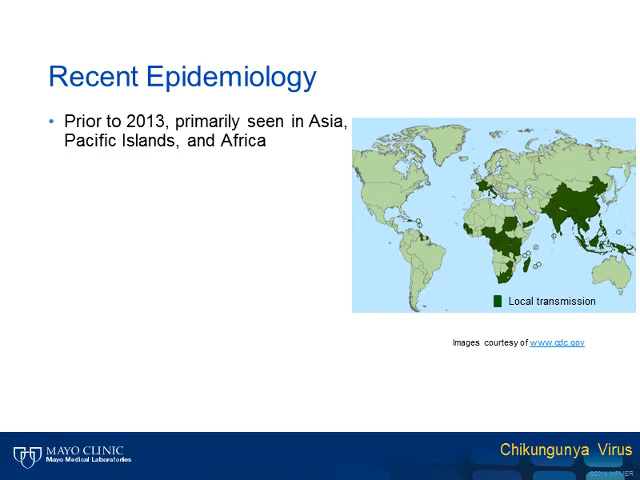 Recent Epidemiology
• Prior to 2013, primarily seen in Asia,
Pacific Islands, and Africa
Local transmission
Images courtesy of www.cdc.gov
MAYO CLINIC
Mayo Medical Laboratories
Chikungunya Virus